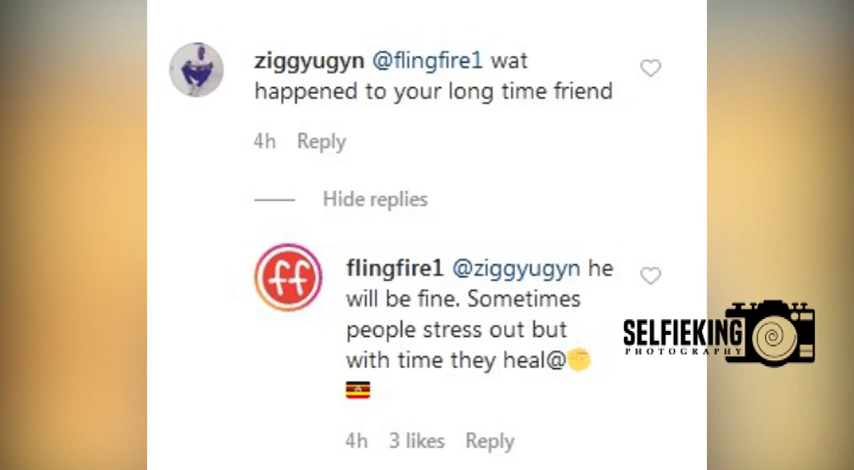 ziggyugyn @flingfire1 wat
happened to your long time friend
4h Reply
Hide replies
ff
flingfire1 @ziggyugyn he
will be fine. Sometimes
people stress out but
with time they heal@✊
🇺🇬
4h 3 likes Reply
SELFIEKING
PHOTOGRAPHY